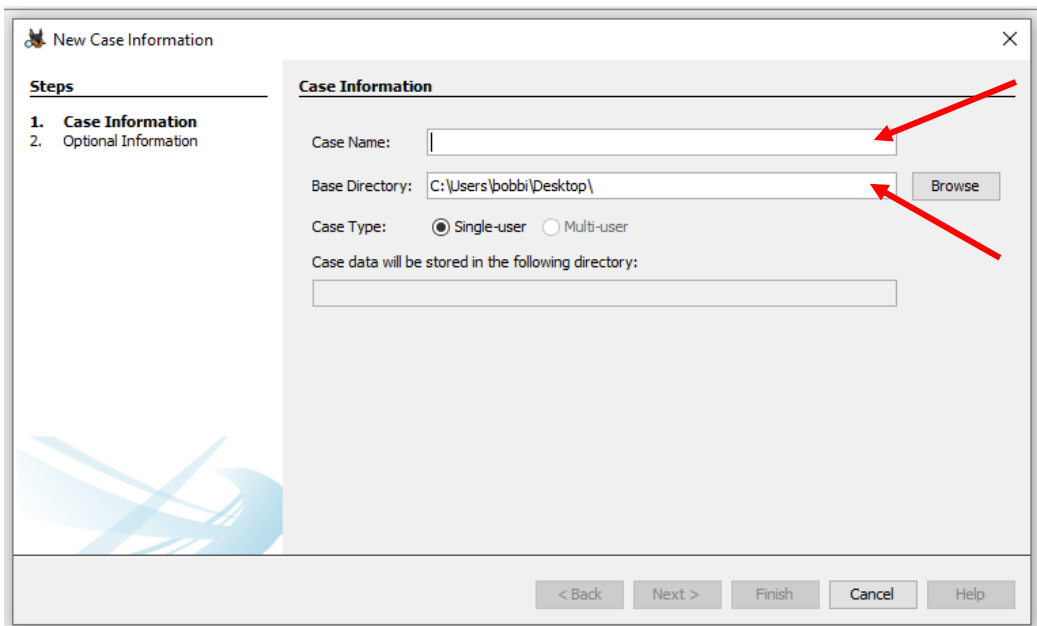 New Case Information
Steps
1. Case Information
2. Optional Information
Case Information
Case Name:
Base Directory: C:\Users\bobbi\Desktop\ Browse
Case Type: Single-user Multi-user
Case data will be stored in the following directory:
< Back Next > Finish Cancel Help